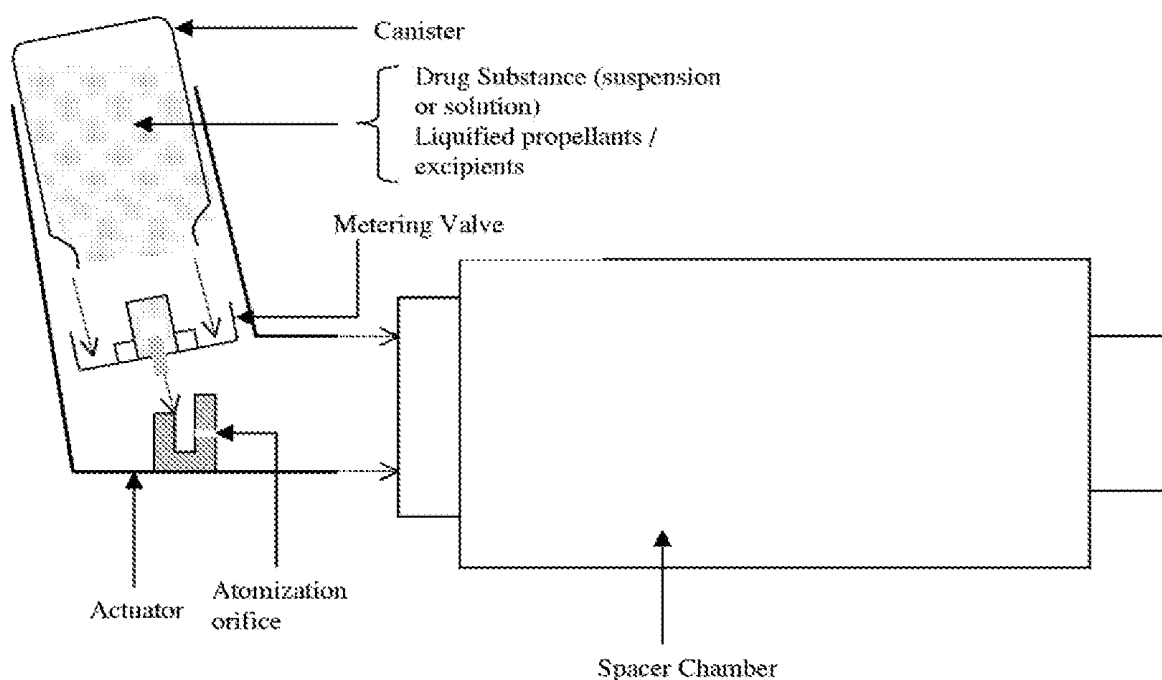 Canister
Drug Substance (suspension
or solution)
Liquified propellants /
excipients
Metering Valve
Atomization
orifice
Actuator
Spacer Chamber